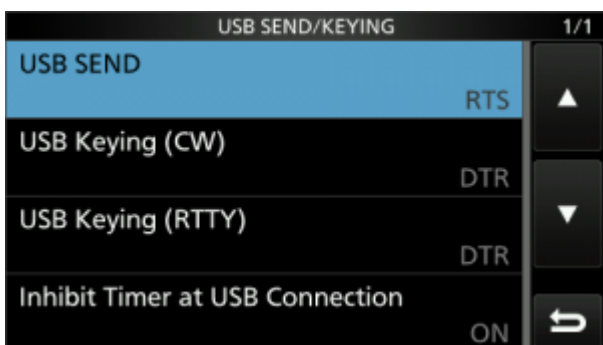 USB SEND/KEYING 1/1
USB SEND
RTS
USB Keying (CW)
DTR
USB Keying (RTTY)
DTR
Inhibit Timer at USB Connection
ON